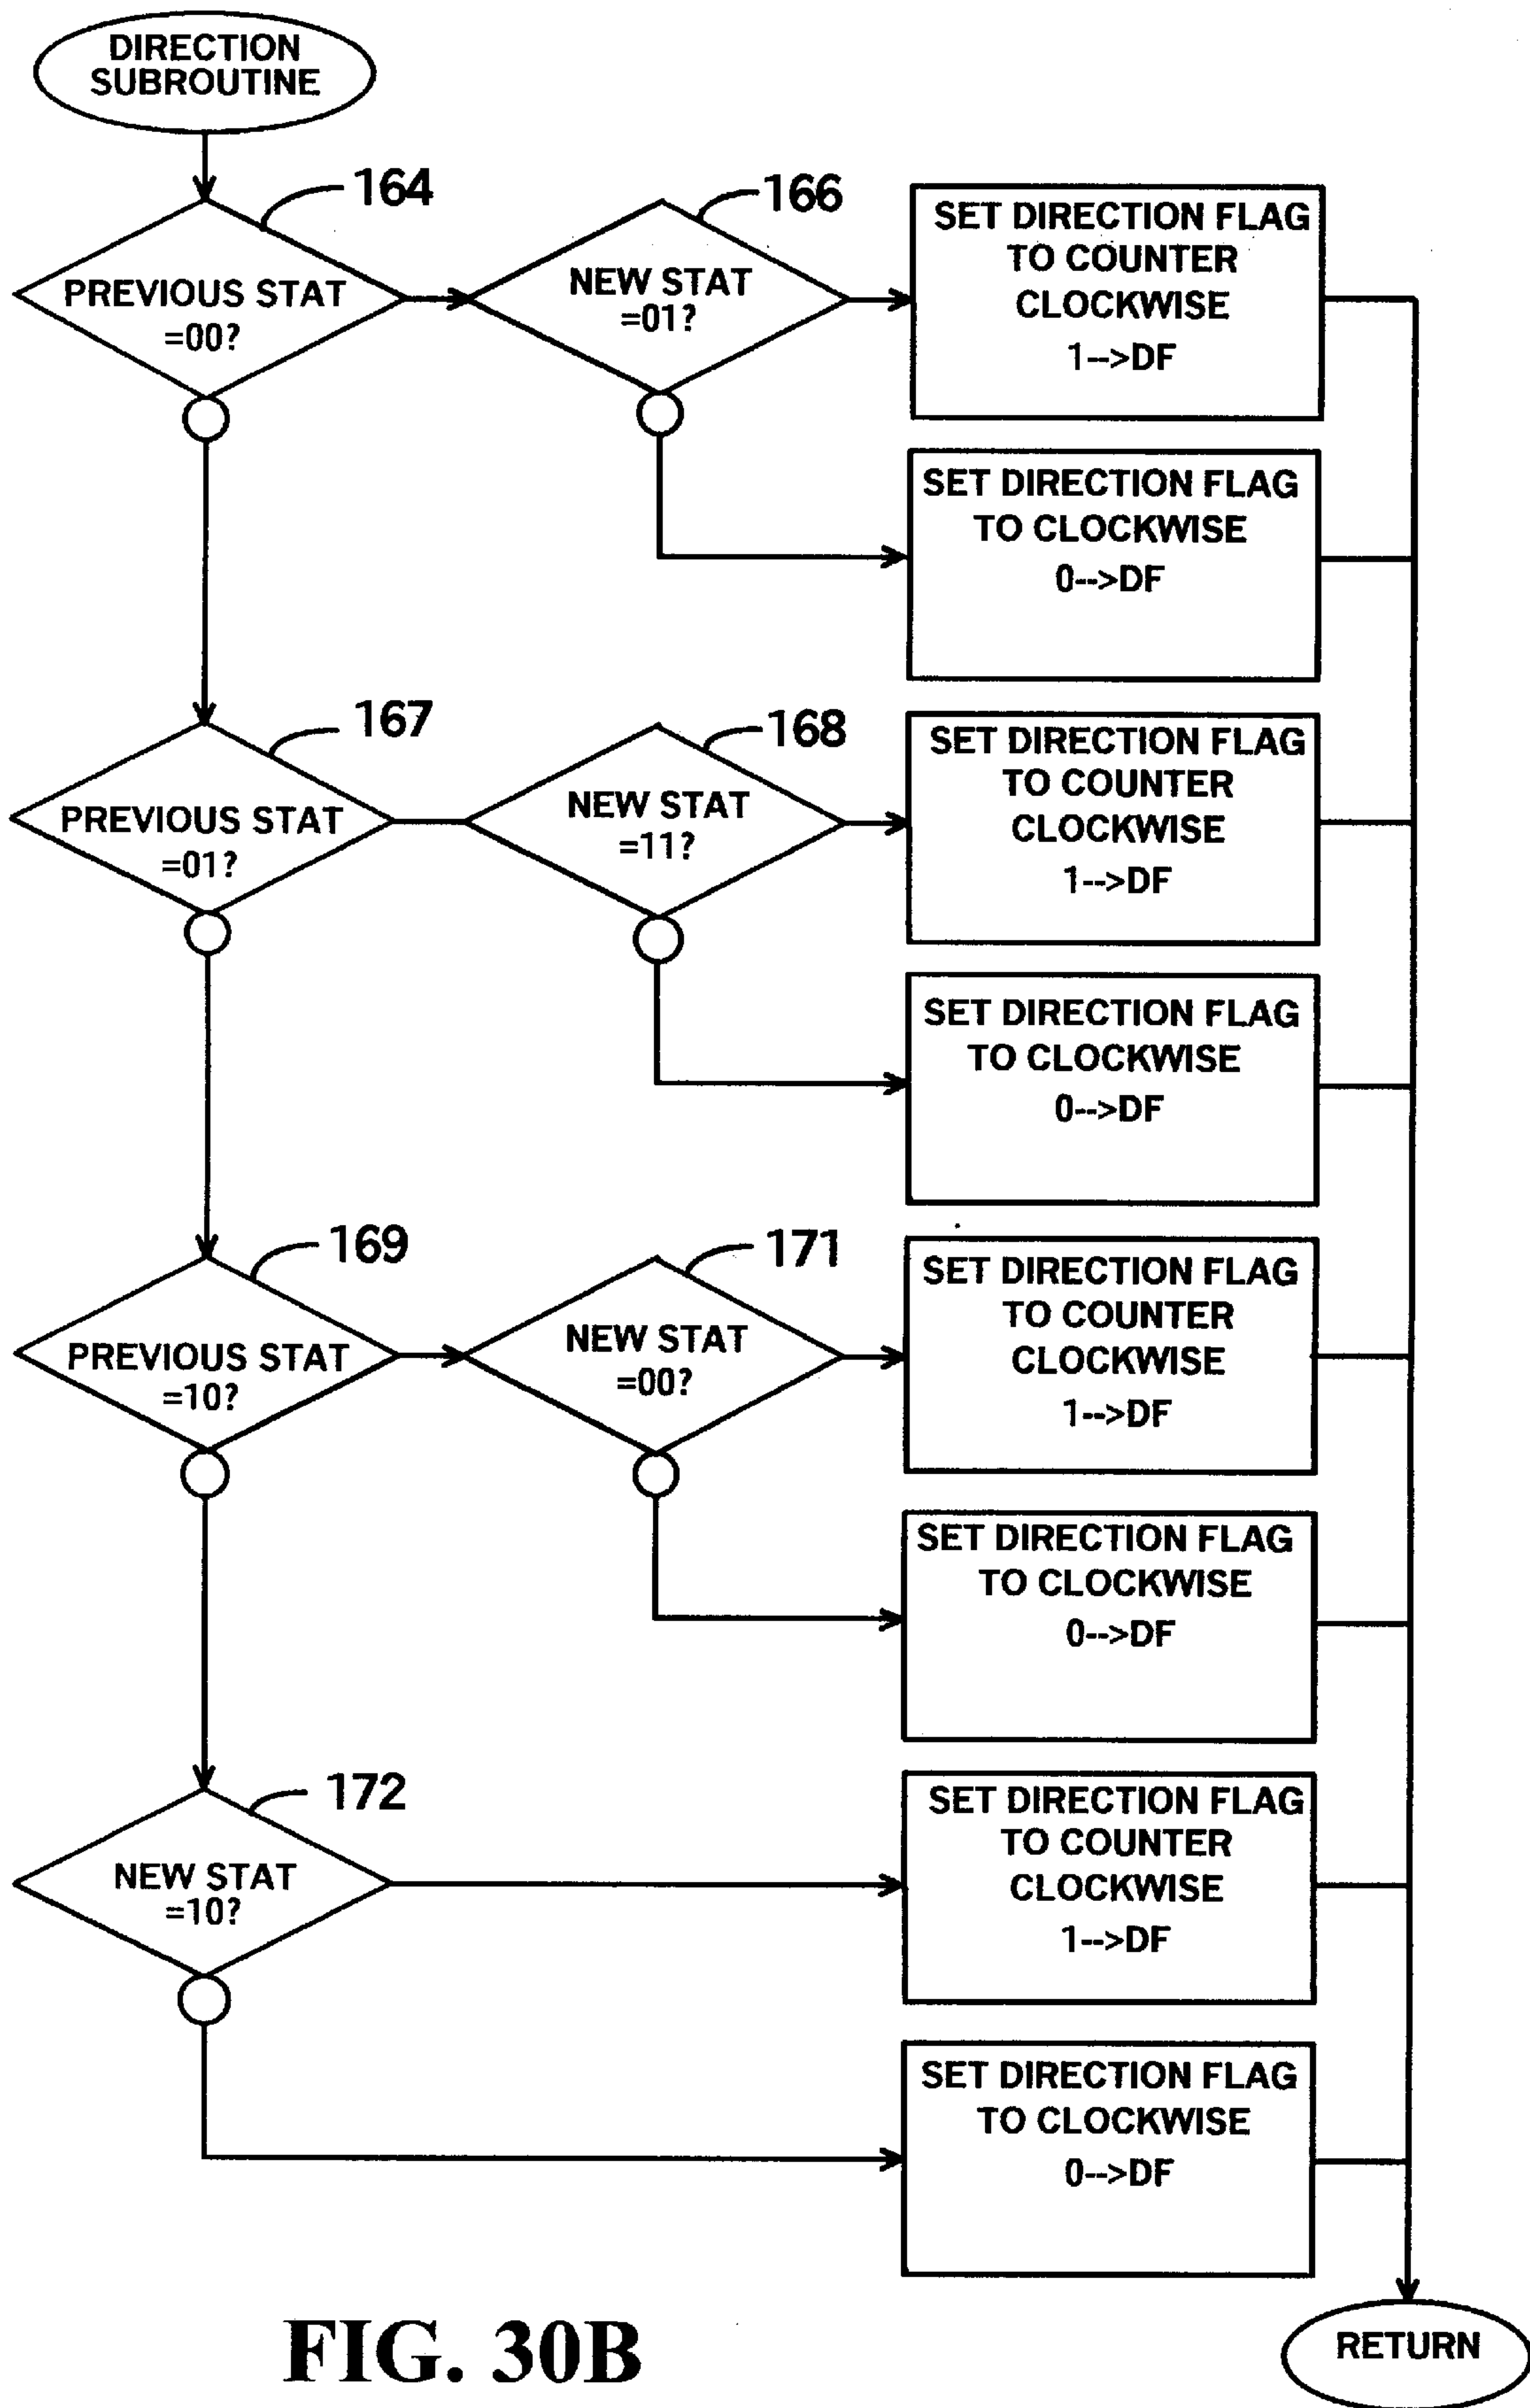 DIRECTION
SUBROUTINE
164
PREVIOUS STAT
=00?
166
NEW STAT
=01?
SET DIRECTION FLAG
TO COUNTER
CLOCKWISE
1-->DF
SET DIRECTION FLAG
TO CLOCKWISE
0-->DF
167
PREVIOUS STAT
=01?
168
NEW STAT
=11?
SET DIRECTION FLAG
TO COUNTER
CLOCKWISE
1-->DF
SET DIRECTION FLAG
TO CLOCKWISE
0-->DF
169
PREVIOUS STAT
=10?
171
NEW STAT
=00?
SET DIRECTION FLAG
TO COUNTER
CLOCKWISE
1-->DF
SET DIRECTION FLAG
TO CLOCKWISE
0-->DF
172
NEW STAT
=10?
SET DIRECTION FLAG
TO COUNTER
CLOCKWISE
1-->DF
SET DIRECTION FLAG
TO CLOCKWISE
0-->DF
RETURN
FIG. 30B